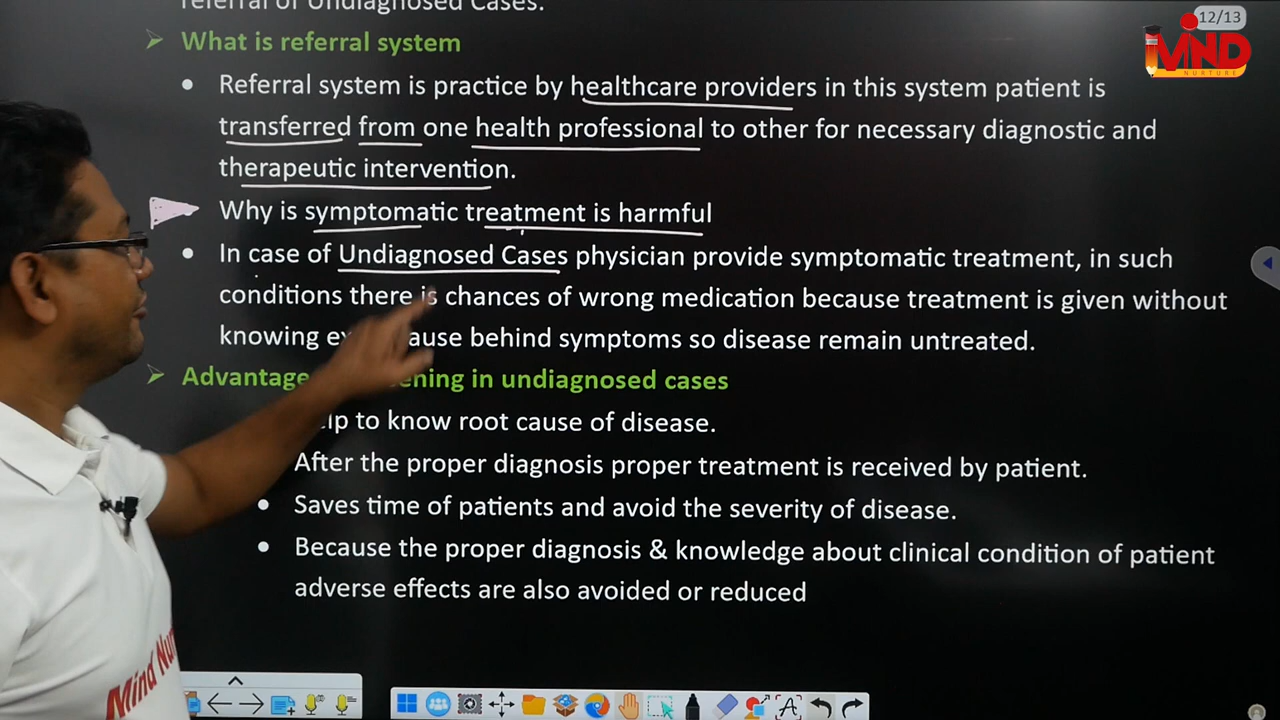 referral of Undiagnosed Cases.
12/13
MIND
NURTURE
What is referral system
Referral system is practice by healthcare providers in this system patient is
transferred from one health professional to other for necessary diagnostic and
therapeutic intervention.
Why is symptomatic treatment is harmful
In case of Undiagnosed Cases physician provide symptomatic treatment, in such
conditions there is chances of wrong medication because treatment is given without
knowing behind symptoms so disease remain untreated.
Advantage in undiagnosed cases
to know root cause of disease.
After the proper diagnosis proper treatment is received by patient.
Saves time of patients and avoid the severity of disease.
Because the proper diagnosis & knowledge about clinical condition of patient
adverse effects are also avoided or reduced
Mind